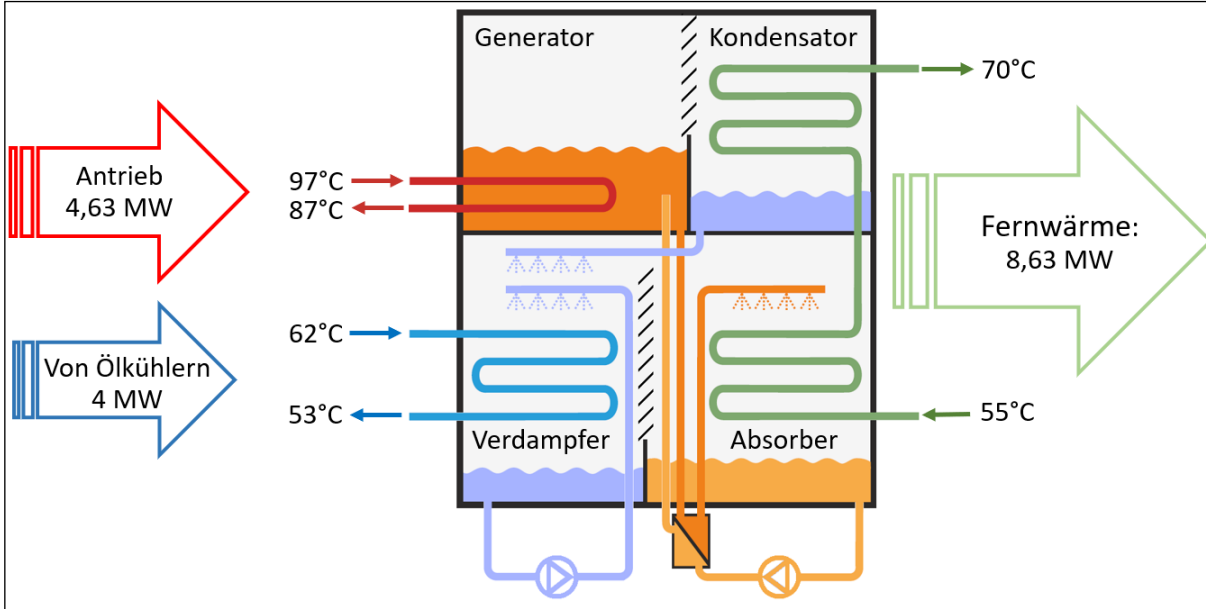 Generator
Kondensator
70°C
Antrieb
4,63 MW
97°C
87°C
Fernwärme:
8,63 MW
62°C
Von Ölkühlern
4 MW
53°C
55°C
Verdampfer
Absorber